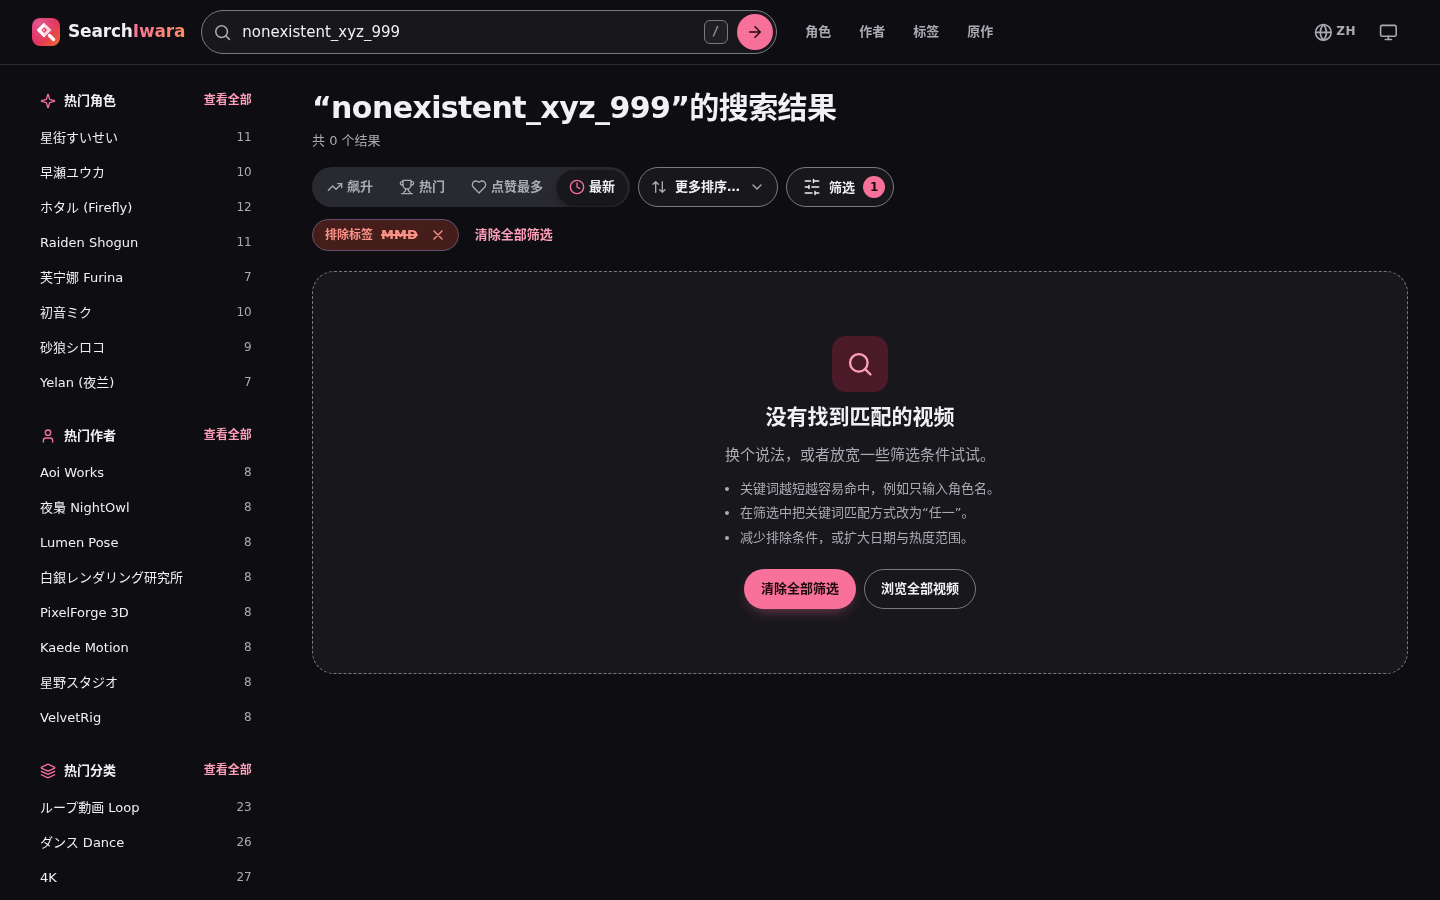 SearchIwara
nonexistent_xyz_999
/
角色 作者 标签 原作
ZH
热门角色 查看全部
星街すいせい 11
早瀬ユウカ 10
ホタル (Firefly) 12
Raiden Shogun 11
芙宁娜 Furina 7
初音ミク 10
砂狼シロコ 9
Yelan (夜兰) 7
热门作者 查看全部
Aoi Works 8
夜梟 NightOwl 8
Lumen Pose 8
白銀レンダリング研究所 8
PixelForge 3D 8
Kaede Motion 8
星野スタジオ 8
VelvetRig 8
热门分类 查看全部
ループ動画 Loop 23
ダンス Dance 26
4K 27
“nonexistent_xyz_999”的搜索结果
共 0 个结果
飙升 热门 点赞最多 最新 更多排序... 筛选 1
排除标签 MMD 清除全部筛选
没有找到匹配的视频
换个说法，或者放宽一些筛选条件试试。
• 关键词越短越容易命中，例如只输入角色名。
• 在筛选中把关键词匹配方式改为“任一”。
• 减少排除条件，或扩大日期与热度范围。
清除全部筛选 浏览全部视频